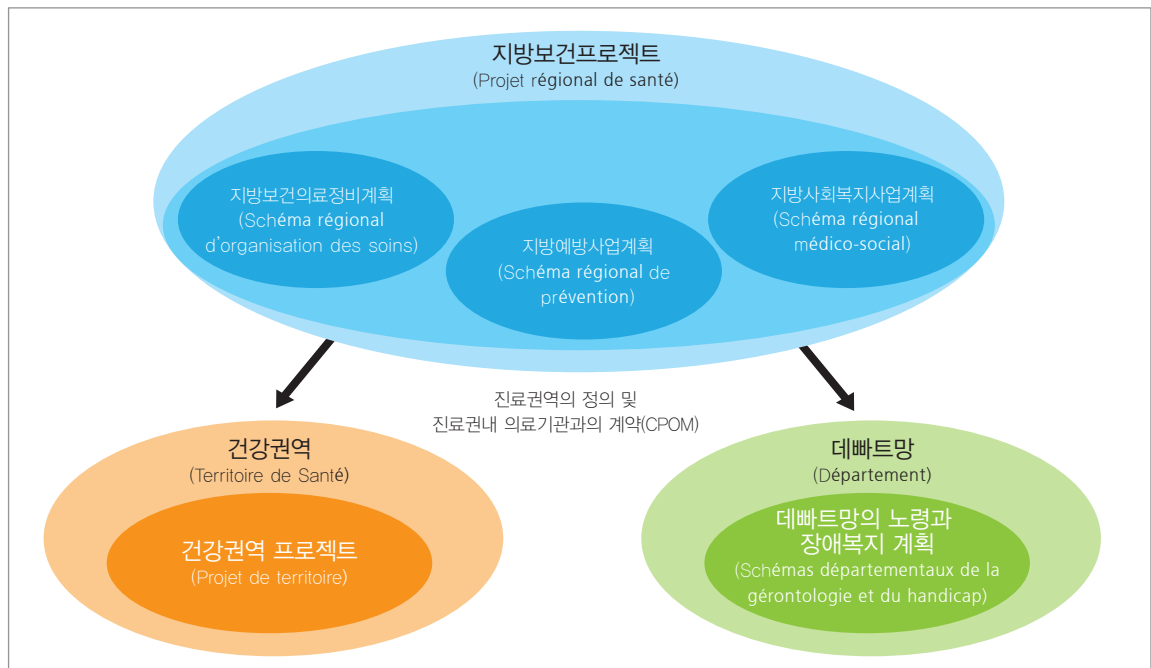 지방보건프로젝트
(Projet régional de santé)
지방보건의료정비계획
(Schéma régional
d'organisation des soins)
지방예방사업계획
(Schéma régional de
prévention)
지방사회복지사업계획
(Schéma régional
médico-social)
진료권역의 정의 및
진료권내 의료기관과의 계약(CPOM)
건강권역
(Territoire de Santé)
건강권역 프로젝트
(Projet de territoire)
데빠트망
(Département)
데빠트망의 노령과
장애복지 계획
(Schémas départementaux de la
gérontologie et du handicap)